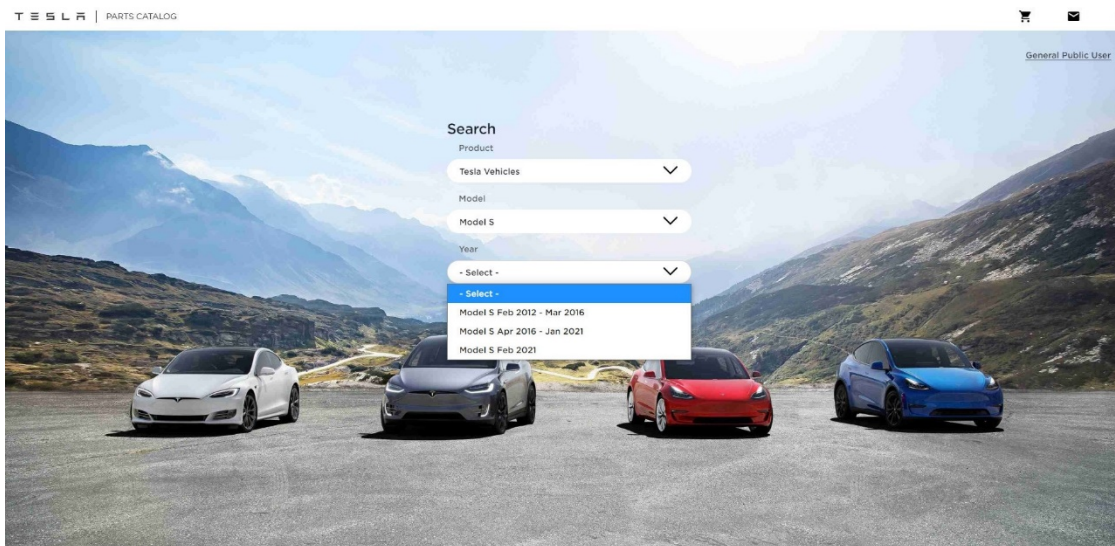 TESLA | PARTS CATALOG
General Public User
Search
Product
Tesla Vehicles
Model
Model S
Year
- Select -
- Select -
Model S Feb 2012 - Mar 2016
Model S Apr 2016 - Jan 2021
Model S Feb 2021